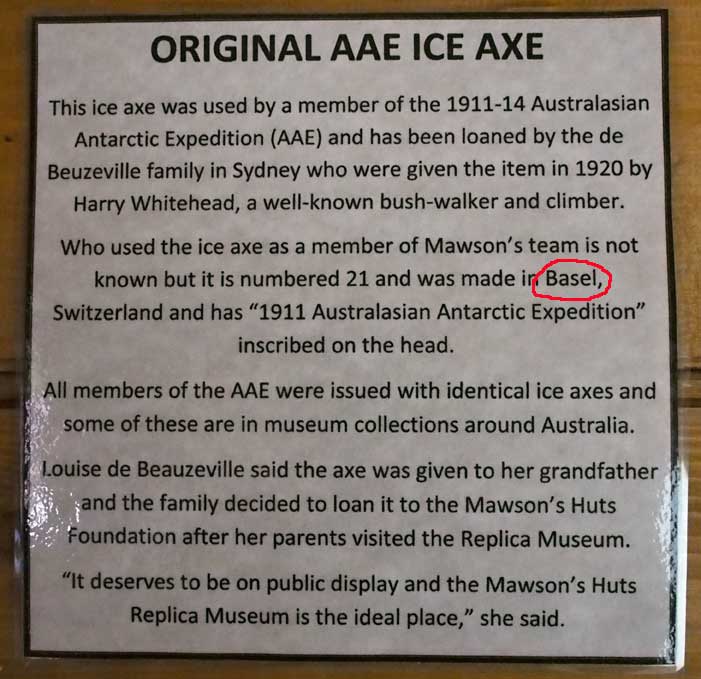 ORIGINAL AAE ICE AXE
This ice axe was used by a member of the 1911-14 Australasian
Antarctic Expedition (AAE) and has been loaned by the de
Beuzeville family in Sydney who were given the item in 1920 by
Harry Whitehead, a well-known bush-walker and climber.
Who used the ice axe as a member of Mawson's team is not
known but it is numbered 21 and was made in Basel,
Switzerland and has “1911 Australasian Antarctic Expedition”
inscribed on the head.
All members of the AAE were issued with identical ice axes and
some of these are in museum collections around Australia.
Louise de Beauzeville said the axe was given to her grandfather
and the family decided to loan it to the Mawson's Huts
Foundation after her parents visited the Replica Museum.
“It deserves to be on public display and the Mawson's Huts
Replica Museum is the ideal place,” she said.